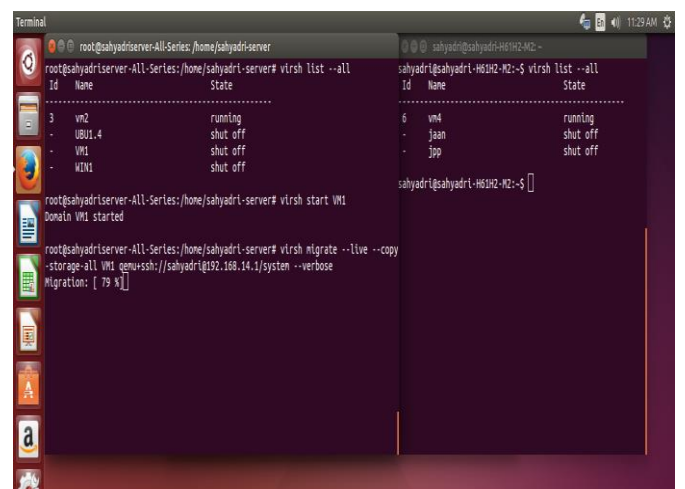 Terminal
En 11:29 AM
root@sahyadriserver-All-Series: /home/sahyadri-server
root@sahyadriserver-All-Series:/home/sahyadri-server# virsh list --all
Id Name State
----------------------------------------------------
3 vm2 running
- UBU1.4 shut off
- VM1 shut off
- WIN1 shut off
root@sahyadriserver-All-Series:/home/sahyadri-server# virsh start VM1
Domain VM1 started
root@sahyadriserver-All-Series:/home/sahyadri-server# virsh migrate --live --copy
-storage-all VM1 qemu+ssh://sahyadri@192.168.14.1/system --verbose
Migration: [ 79 %]
sahyadri@sahyadri-H61H2-M2: ~
sahyadri@sahyadri-H61H2-M2:~$ virsh list --all
Id Name State
----------------------------------------------------
6 vm4 running
- jaan shut off
- jpp shut off
sahyadri@sahyadri-H61H2-M2:~$